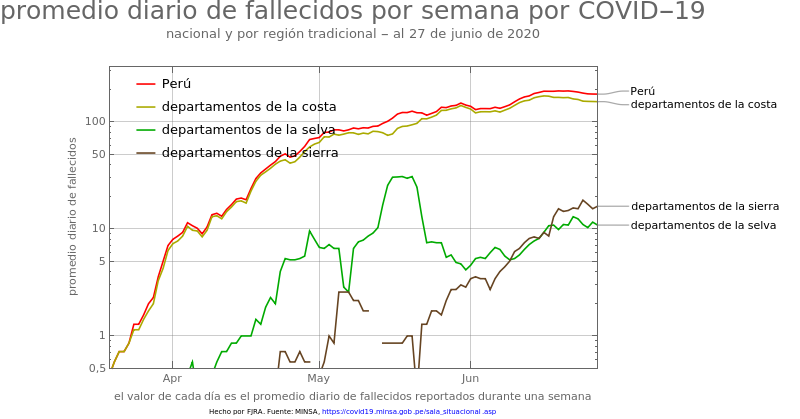 promedio diario de fallecidos por semana por COVID−19
nacional y por región tradicional − al 27 de junio de 2020
promedio diario de fallecidos
100
50
10
5
1
0,5
Perú
departamentos de la costa
departamentos de la selva
departamentos de la sierra
Perú
departamentos de la costa
departamentos de la sierra
departamentos de la selva
Apr May Jun
el valor de cada día es el promedio diario de fallecidos reportados durante una semana
Hecho por FJRA. Fuente: MINSA, https://covid19.minsa.gob.pe/sala_situacional.asp